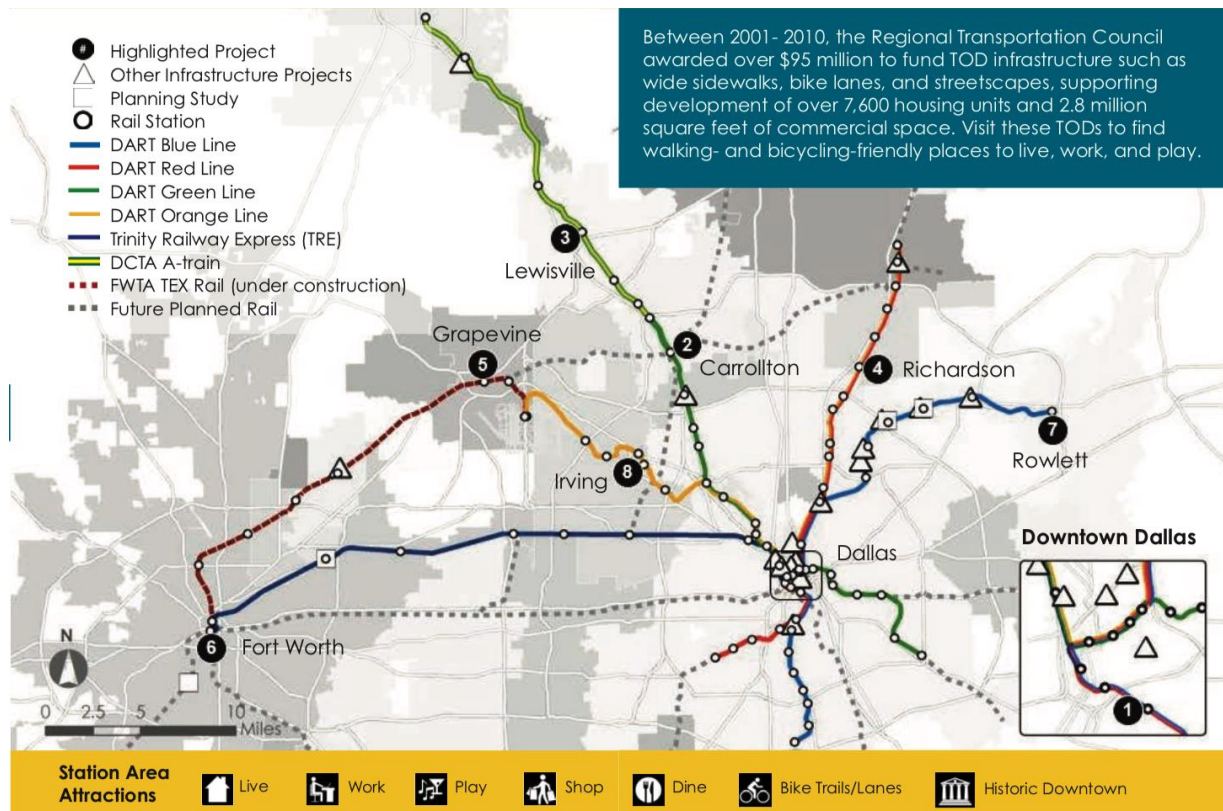 # Highlighted Project
Other Infrastructure Projects
Planning Study
Rail Station
DART Blue Line
DART Red Line
DART Green Line
DART Orange Line
Trinity Railway Express (TRE)
DCTA A-train
FWTA TEX Rail (under construction)
Future Planned Rail
Between 2001- 2010, the Regional Transportation Council
awarded over $95 million to fund TOD infrastructure such as
wide sidewalks, bike lanes, and streetscapes, supporting
development of over 7,600 housing units and 2.8 million
square feet of commercial space. Visit these TODs to find
walking- and bicycling-friendly places to live, work, and play.
3
Lewisville
Grapevine
5
2
Carrollton
4
Richardson
7
Rowlett
Irving
8
Dallas
6
Fort Worth
N
0 2.5 5 10
Miles
Downtown Dallas
1
Station Area
Attractions
Live
Work
Play
Shop
Dine
Bike Trails/Lanes
Historic Downtown